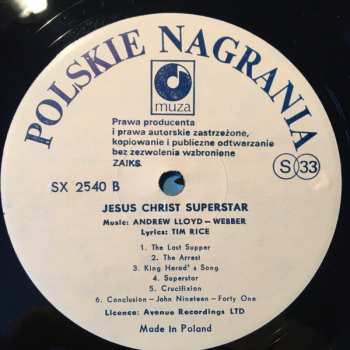 POLSKIE NAGRANIA
muza
Prawa producenta
i prawa autorskie zastrzeżone,
kopiowanie i publiczne odtwarzanie
bez zezwolenia wzbronione
ZAIKS.
S 33
SX 2540 B
JESUS CHRIST SUPERSTAR
Music: ANDREW LLOYD – WEBBER
Lyrics: TIM RICE
1. The Last Supper
2. The Arrest
3. King Herod's Song
4. Superstar
5. Crucifixion
6. Conclusion – John Nineteen – Forty One
Licence: Avenue Recordings LTD
Made in Poland